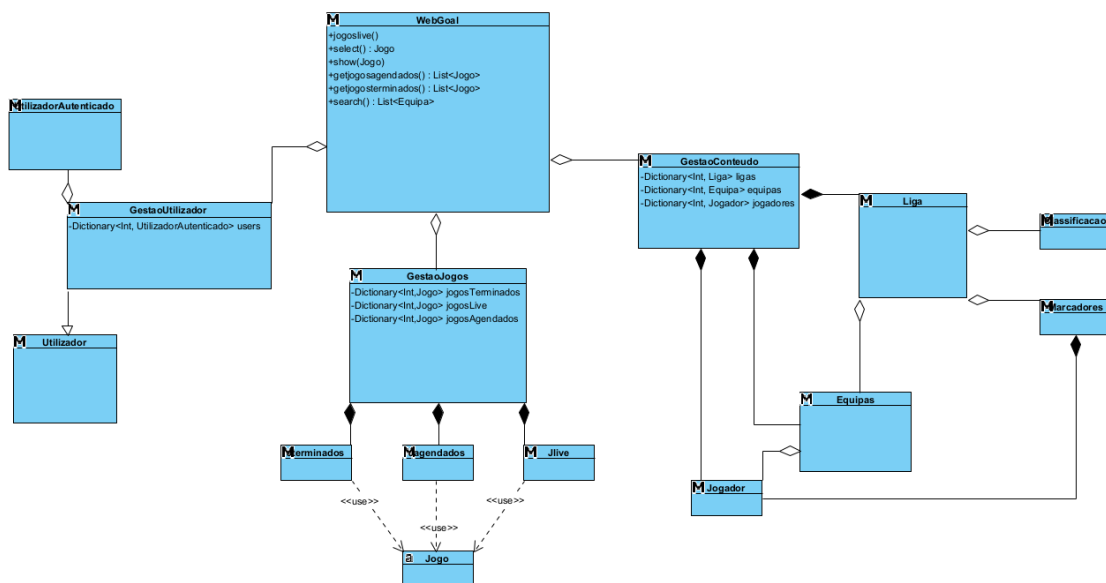 WebGoal
+jogoslive()
+select() : Jogo
+show(Jogo)
+getjogosagendados() : List<Jogo>
+getjogosterminados() : List<Jogo>
+search() : List<Equipa>
UtilizadorAutenticado
GestaoUtilizador
-Dictionary<Int, UtilizadorAutenticado> users
Utilizador
GestaoJogos
-Dictionary<Int,Jogo> jogosTerminados
-Dictionary<Int,Jogo> jogosLive
-Dictionary<Int,Jogo> jogosAgendados
Jlive
<<use>>
<<use>>
<<use>>
Jogo
GestaoConteudo
-Dictionary<Int, Liga> ligas
-Dictionary<Int, Equipa> equipas
-Dictionary<Int, Jogador> jogadores
Liga
Classificacao
Marcadores
Equipas
Jogador